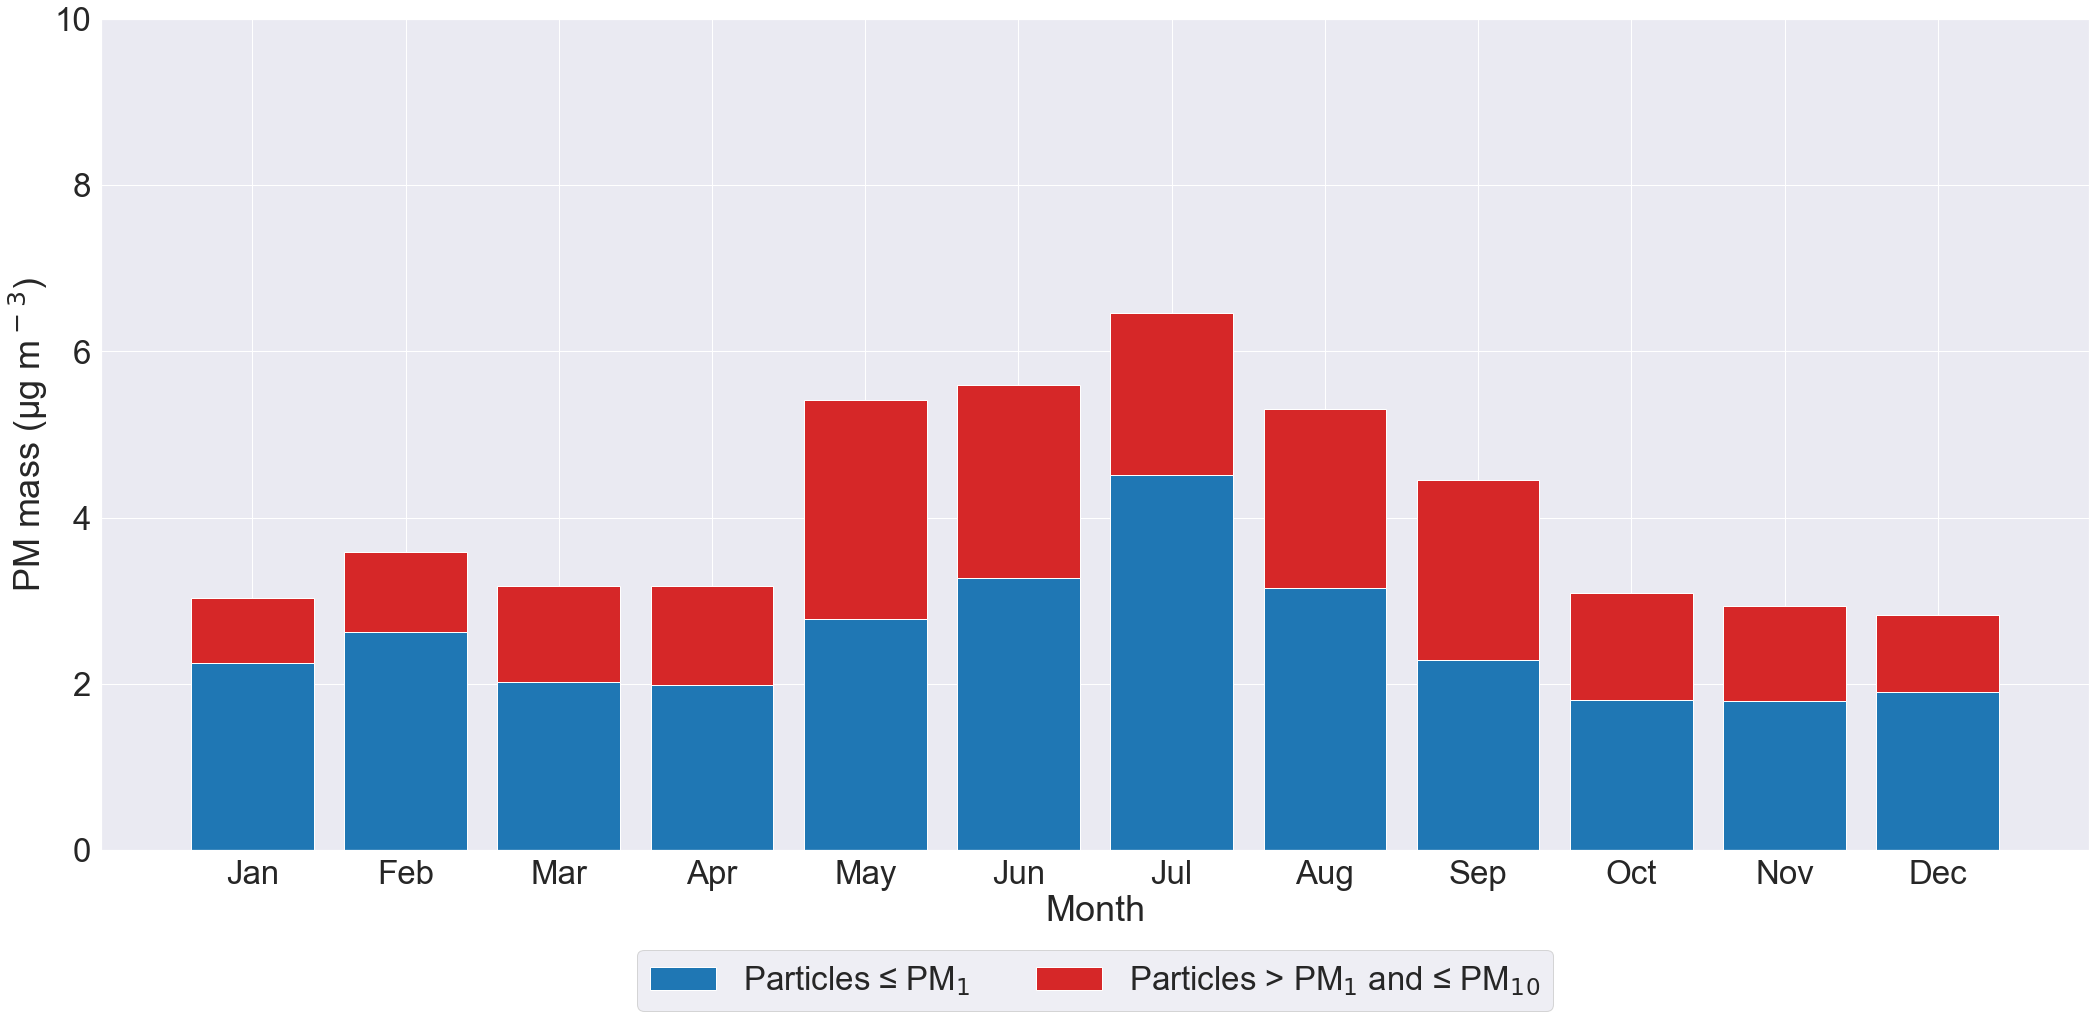 PM mass (µg m⁻³)
10
8
6
4
2
0
Jan Feb Mar Apr May Jun Jul Aug Sep Oct Nov Dec
Month
Particles ≤ PM₁ Particles > PM₁ and ≤ PM₁₀